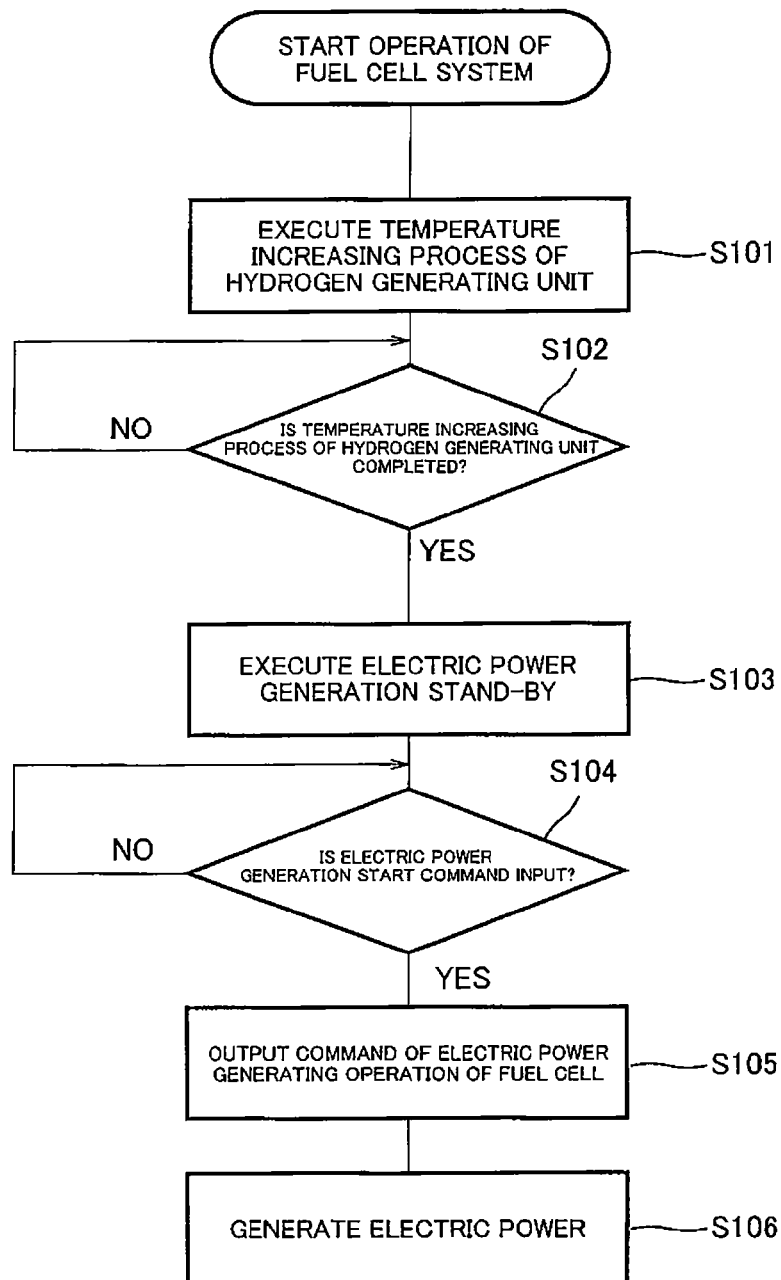 START OPERATION OF
FUEL CELL SYSTEM
EXECUTE TEMPERATURE
INCREASING PROCESS OF
HYDROGEN GENERATING UNIT
S101
S102
IS TEMPERATURE INCREASING
PROCESS OF HYDROGEN GENERATING UNIT
COMPLETED?
NO
YES
EXECUTE ELECTRIC POWER
GENERATION STAND-BY
S103
S104
IS ELECTRIC POWER
GENERATION START COMMAND INPUT?
NO
YES
OUTPUT COMMAND OF ELECTRIC POWER
GENERATING OPERATION OF FUEL CELL
S105
GENERATE ELECTRIC POWER
S106